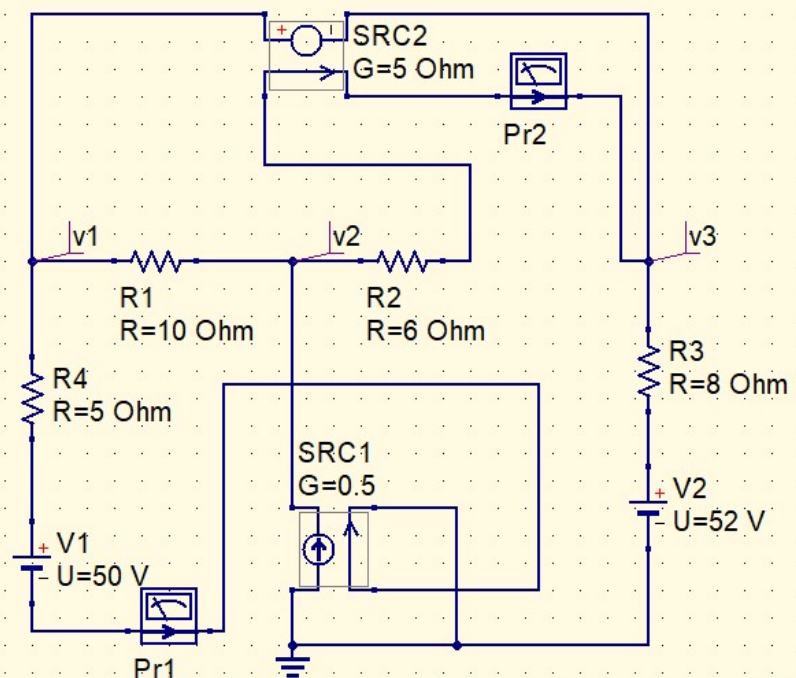 SRC2
G=5 Ohm
Pr2
v1
v2
v3
R1
R=10 Ohm
R2
R=6 Ohm
R3
R=8 Ohm
R4
R=5 Ohm
SRC1
G=0.5
V2
U=52 V
V1
U=50 V
Pr1